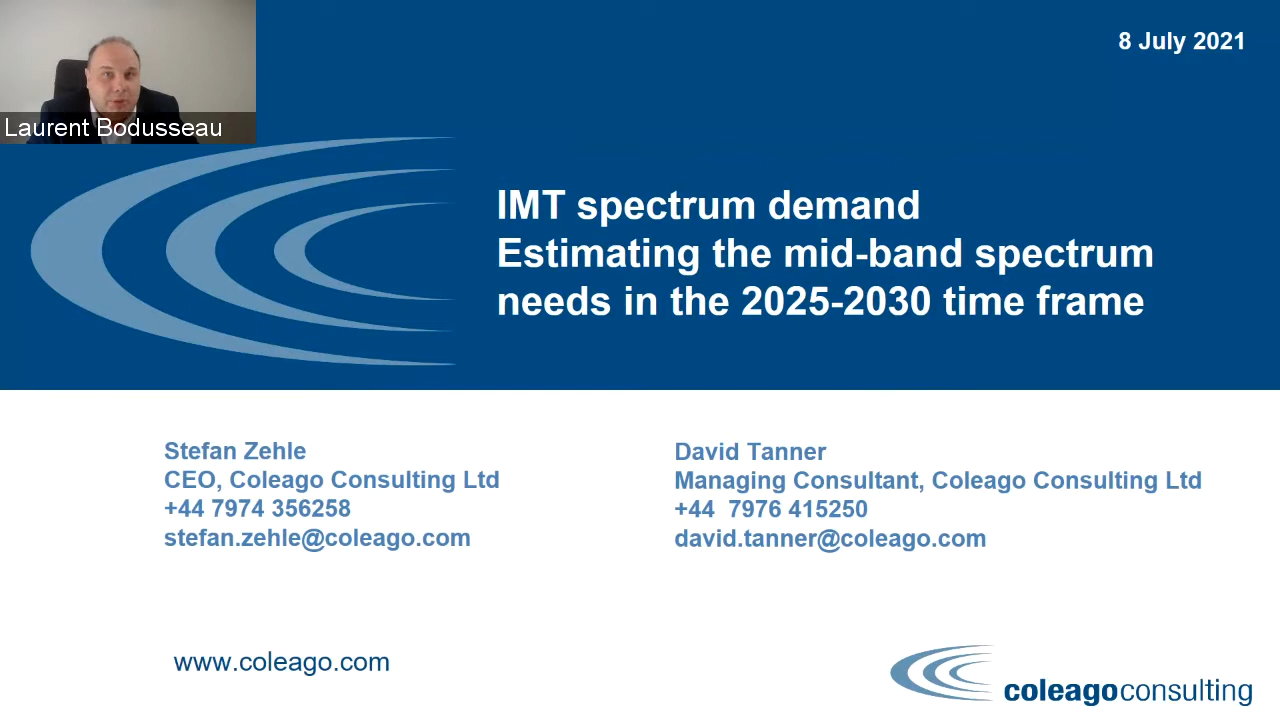 8 July 2021
Laurent Bodusseau
IMT spectrum demand
Estimating the mid-band spectrum
needs in the 2025-2030 time frame
Stefan Zehle
CEO, Coleago Consulting Ltd
+44 7974 356258
stefan.zehle@coleago.com
David Tanner
Managing Consultant, Coleago Consulting Ltd
+44  7976 415250
david.tanner@coleago.com
www.coleago.com
coleagoconsulting